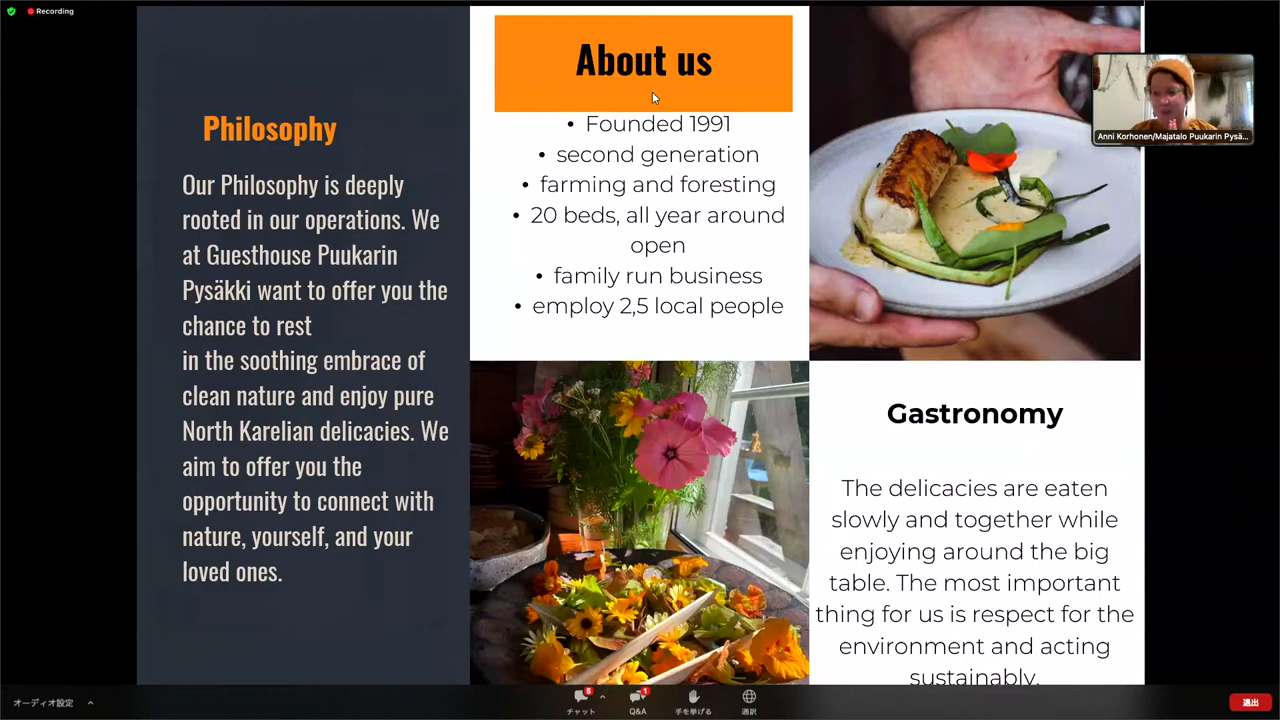 Recording
Philosophy
Our Philosophy is deeply
rooted in our operations. We
at Guesthouse Puukarin
Pysäkki want to offer you the
chance to rest
in the soothing embrace of
clean nature and enjoy pure
North Karelian delicacies. We
aim to offer you the
opportunity to connect with
nature, yourself, and your
loved ones.
About us
• Founded 1991
• second generation
• farming and foresting
• 20 beds, all year around
open
• family run business
• employ 2,5 local people
Anni Korhonen/Majatalo Puukarin Pysä...
Gastronomy
The delicacies are eaten
slowly and together while
enjoying around the big
table. The most important
thing for us is respect for the
environment and acting
sustainably.
オーディオ設定
6
チャット
1
Q&A
手を挙げる
通訳
退出